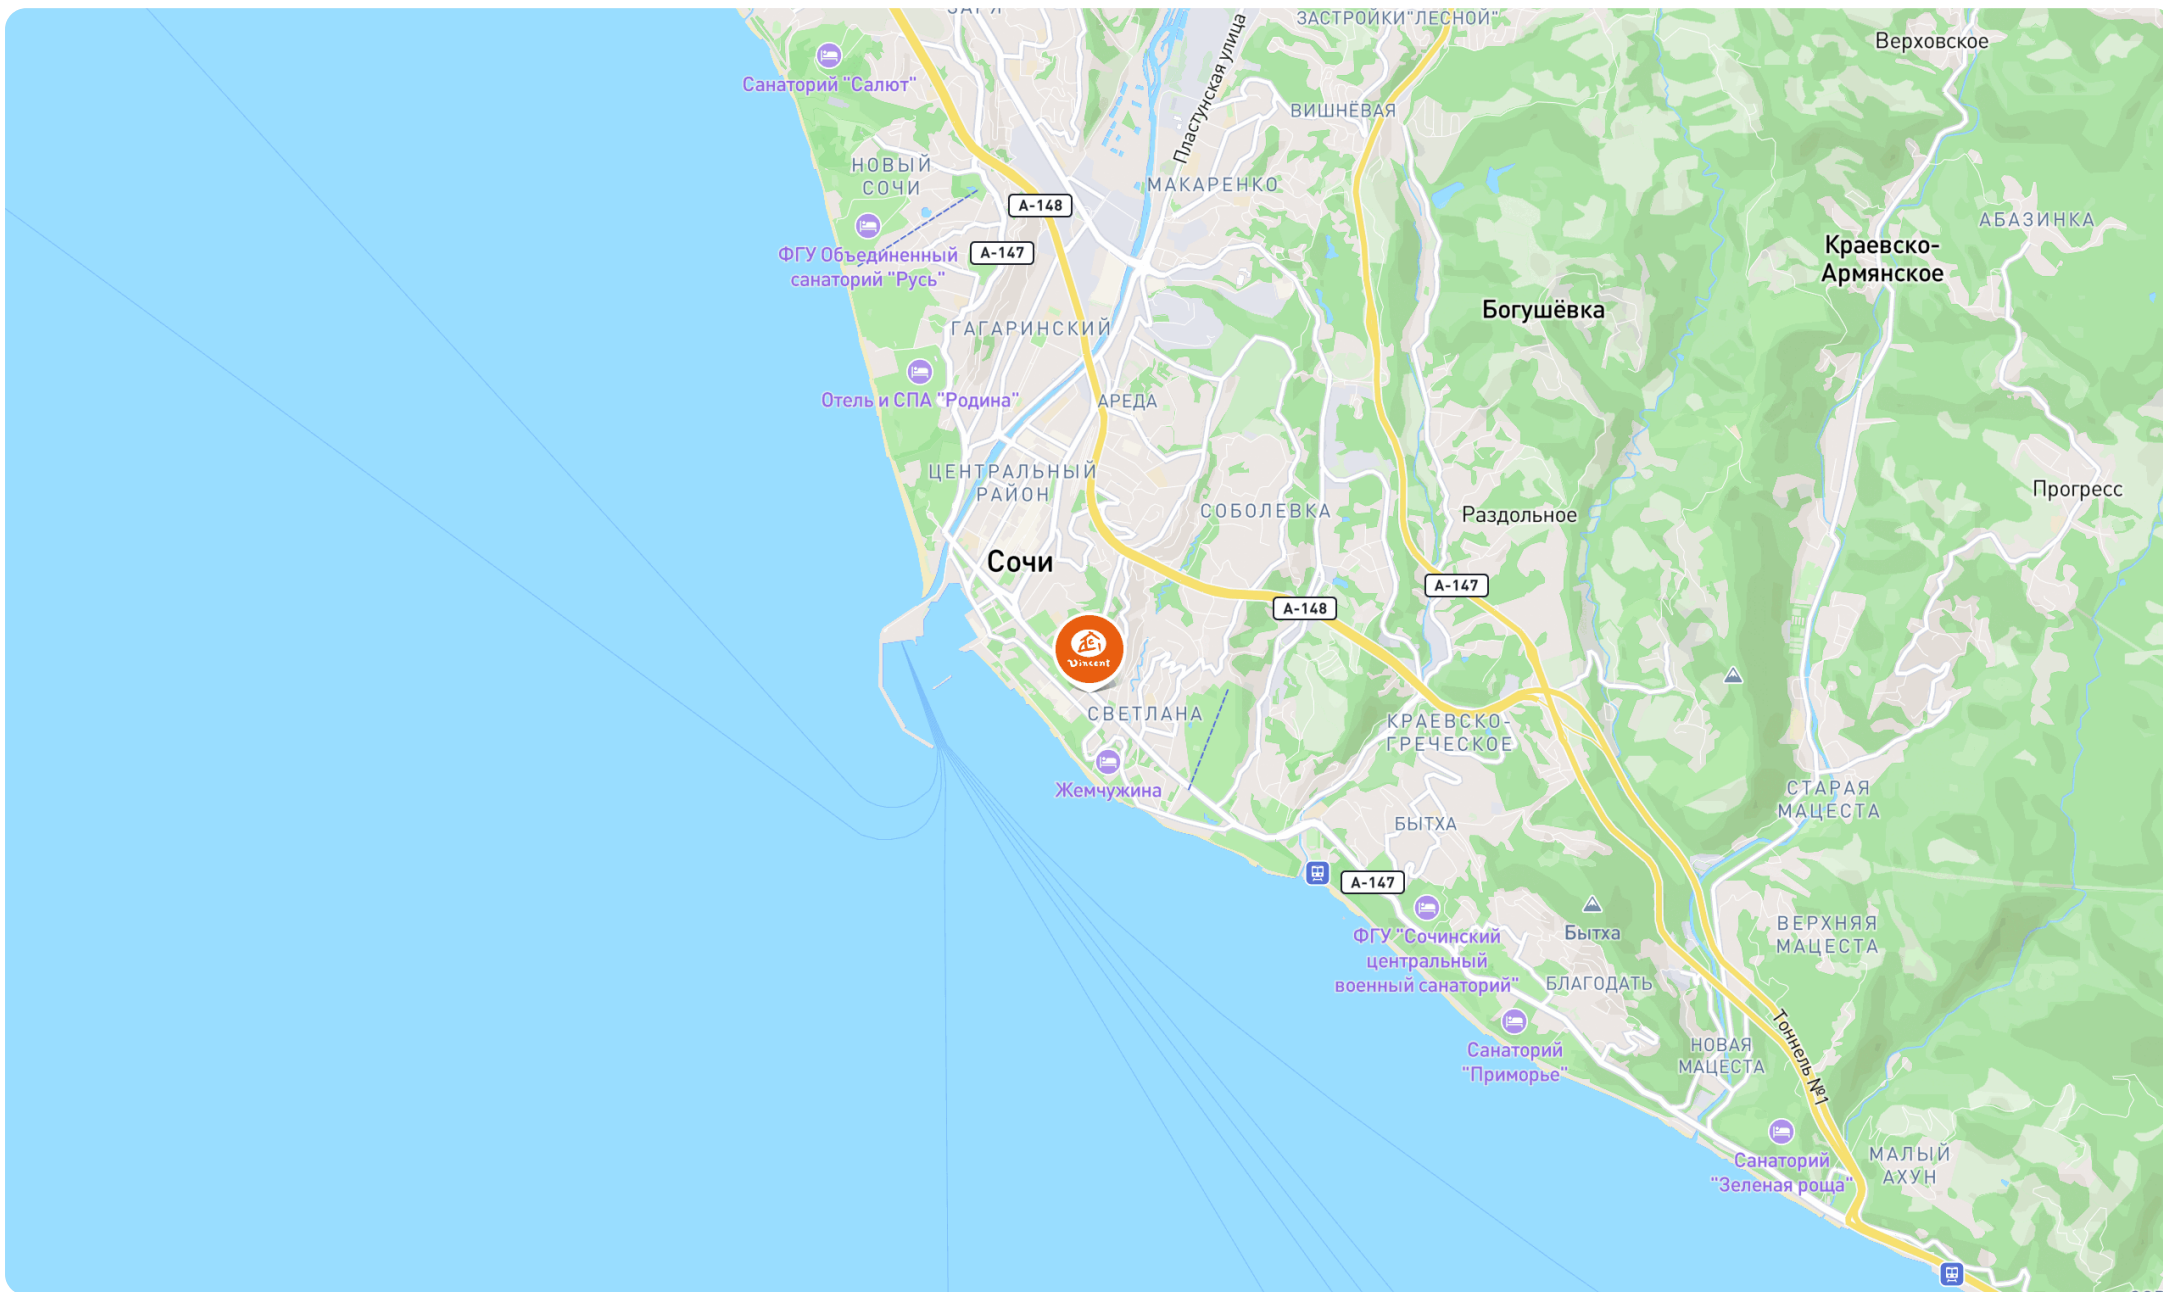 ЗАРЯ
ЗАСТРОЙКИ"ЛЕСНОЙ"
Верховское
Санаторий "Салют"
Пластунская улица
ВИШНЁВАЯ
НОВЫЙ
СОЧИ
МАКАРЕНКО
А-148
АБАЗИНКА
ФГУ Объединенный
санаторий "Русь"
А-147
Краевско-
Армянское
Богушёвка
ГАГАРИНСКИЙ
Отель и СПА "Родина"
АРЕДА
ЦЕНТРАЛЬНЫЙ
РАЙОН
Прогресс
СОБОЛЕВКА
Раздольное
Сочи
А-147
А-148
Vincent
СВЕТЛАНА
КРАЕВСКО-
ГРЕЧЕСКОЕ
Жемчужина
СТАРАЯ
МАЦЕСТА
БЫТХА
А-147
ФГУ "Сочинский
центральный
военный санаторий"
Бытха
ВЕРХНЯЯ
МАЦЕСТА
БЛАГОДАТЬ
Санаторий
"Приморье"
НОВАЯ
МАЦЕСТА
Тоннель №1
Санаторий
"Зеленая роща"
МАЛЫЙ
АХУН